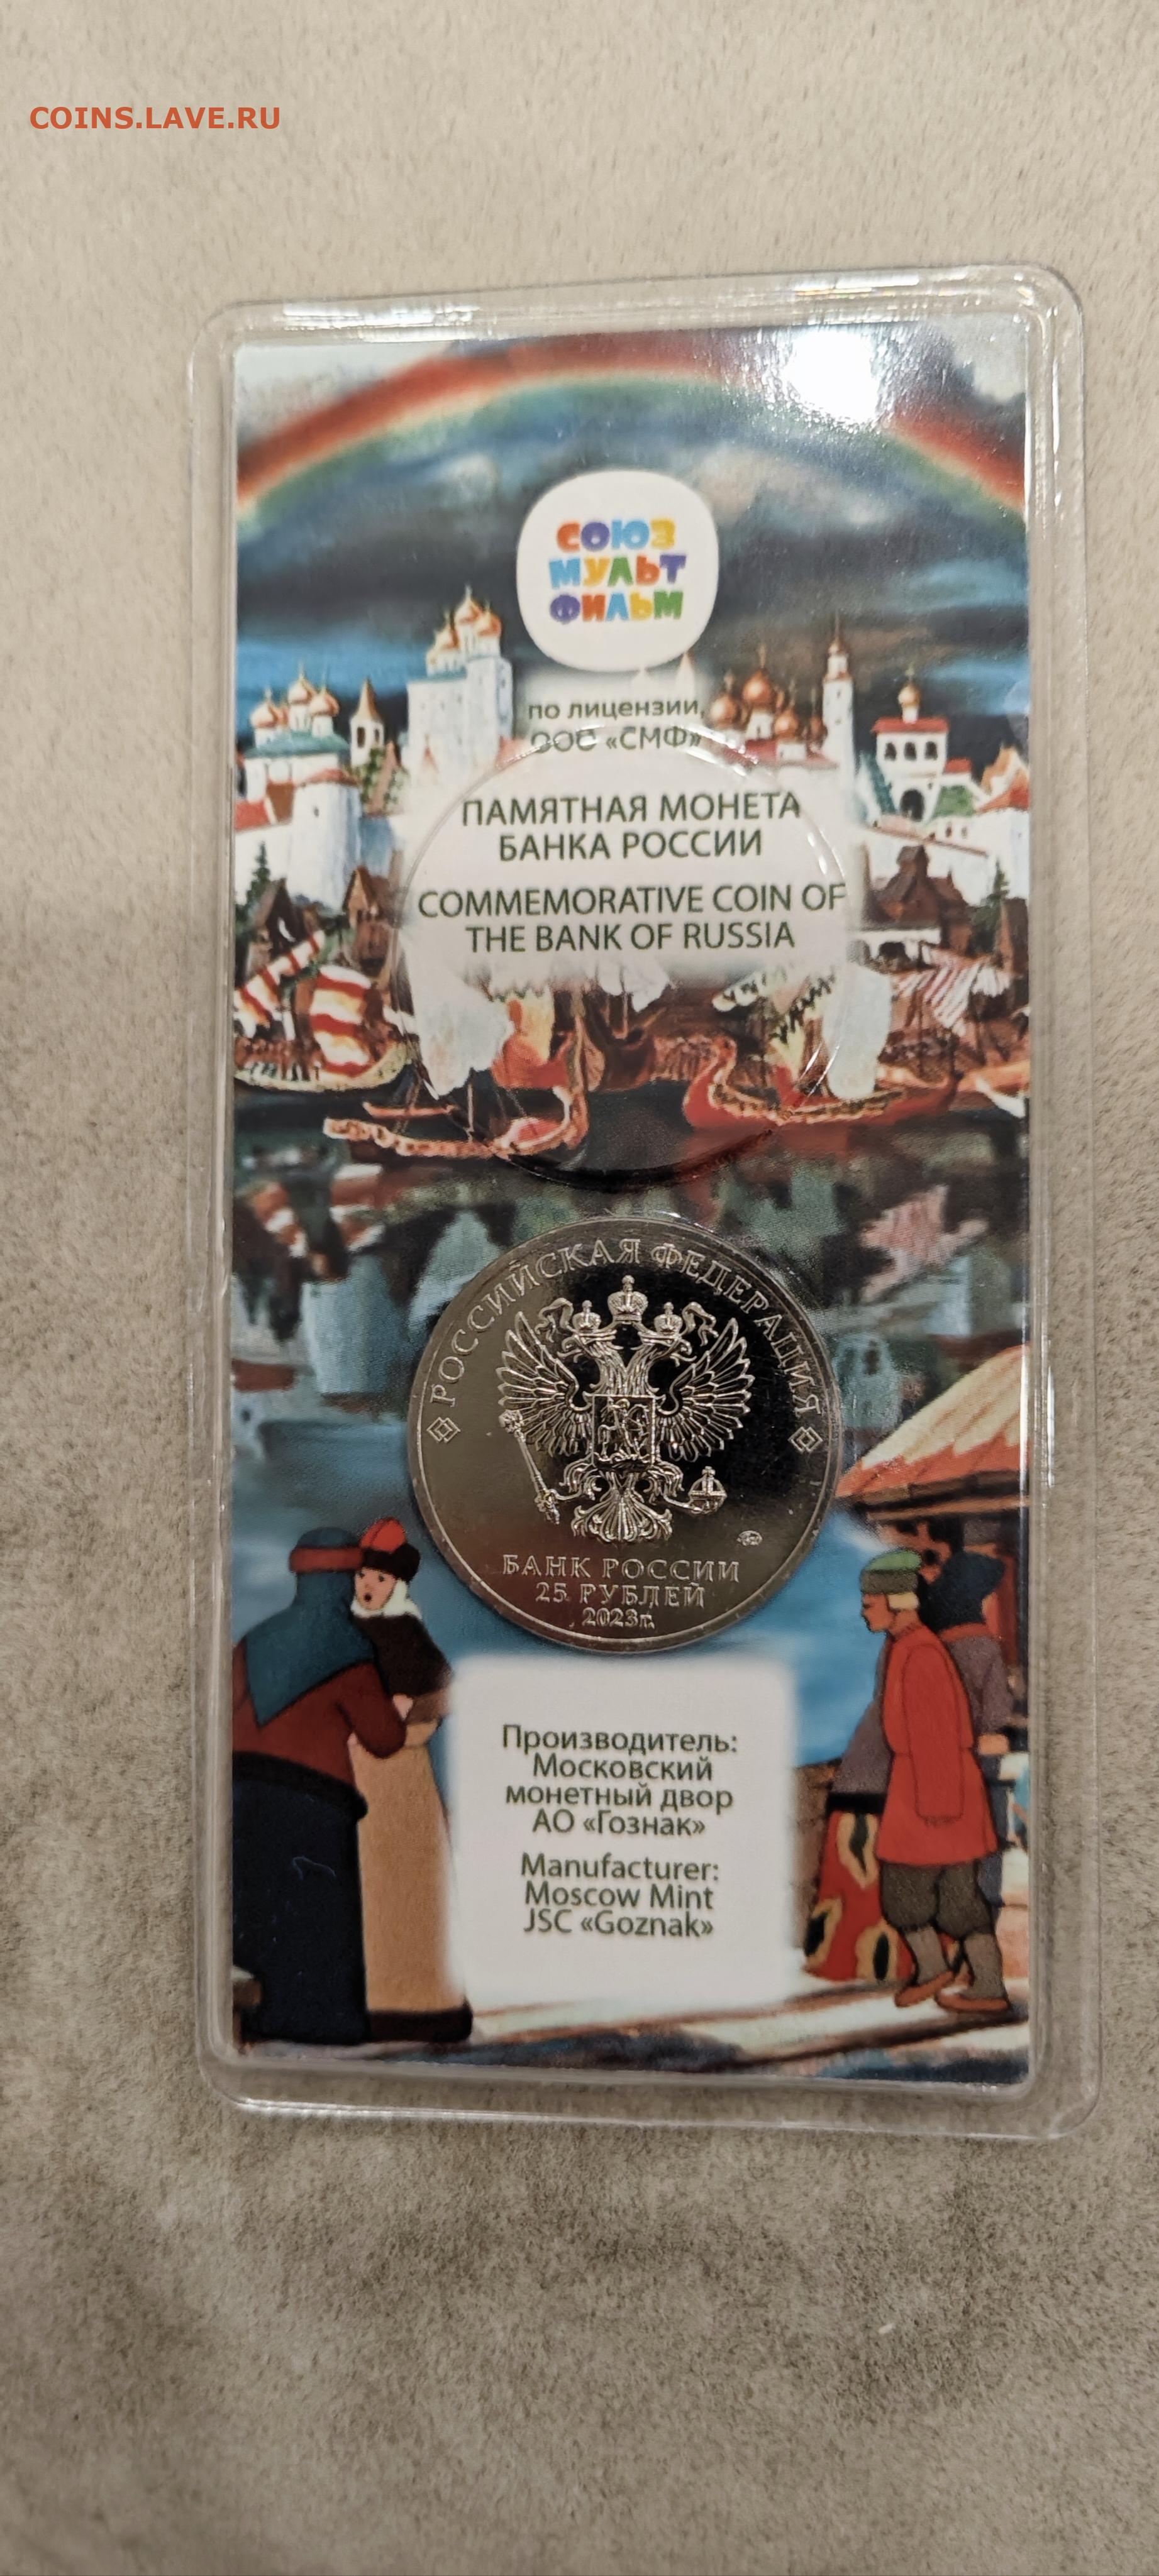 COINS.LAVE.RU
СОЮЗ
МУЛЬТ
ФИЛЬМ
по лицензии,
ООО «СМФ»
ПАМЯТНАЯ МОНЕТА
БАНКА РОССИИ
COMMEMORATIVE COIN OF
THE BANK OF RUSSIA
РОССИЙСКАЯ ФЕДЕРАЦИЯ
БАНК РОССИИ
25 РУБЛЕЙ
2023г.
Производитель:
Московский
монетный двор
АО «Гознак»
Manufacturer:
Moscow Mint
JSC «Goznak»